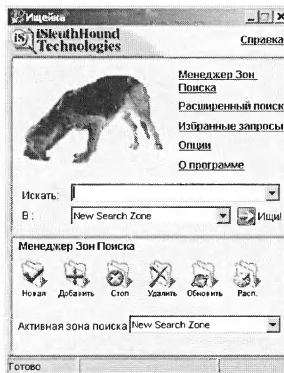 Ищейка
iS iSleuthHound
Technologies
Справка
Менеджер Зон
Поиска
Расширенный поиск
Избранные запросы
Опции
О программе
Искать:
В : New Search Zone Ищи!
Менеджер Зон Поиска
Новая Добавить Стоп Удалить Обновить Расп.
Активная зона поиска New Search Zone
Готово